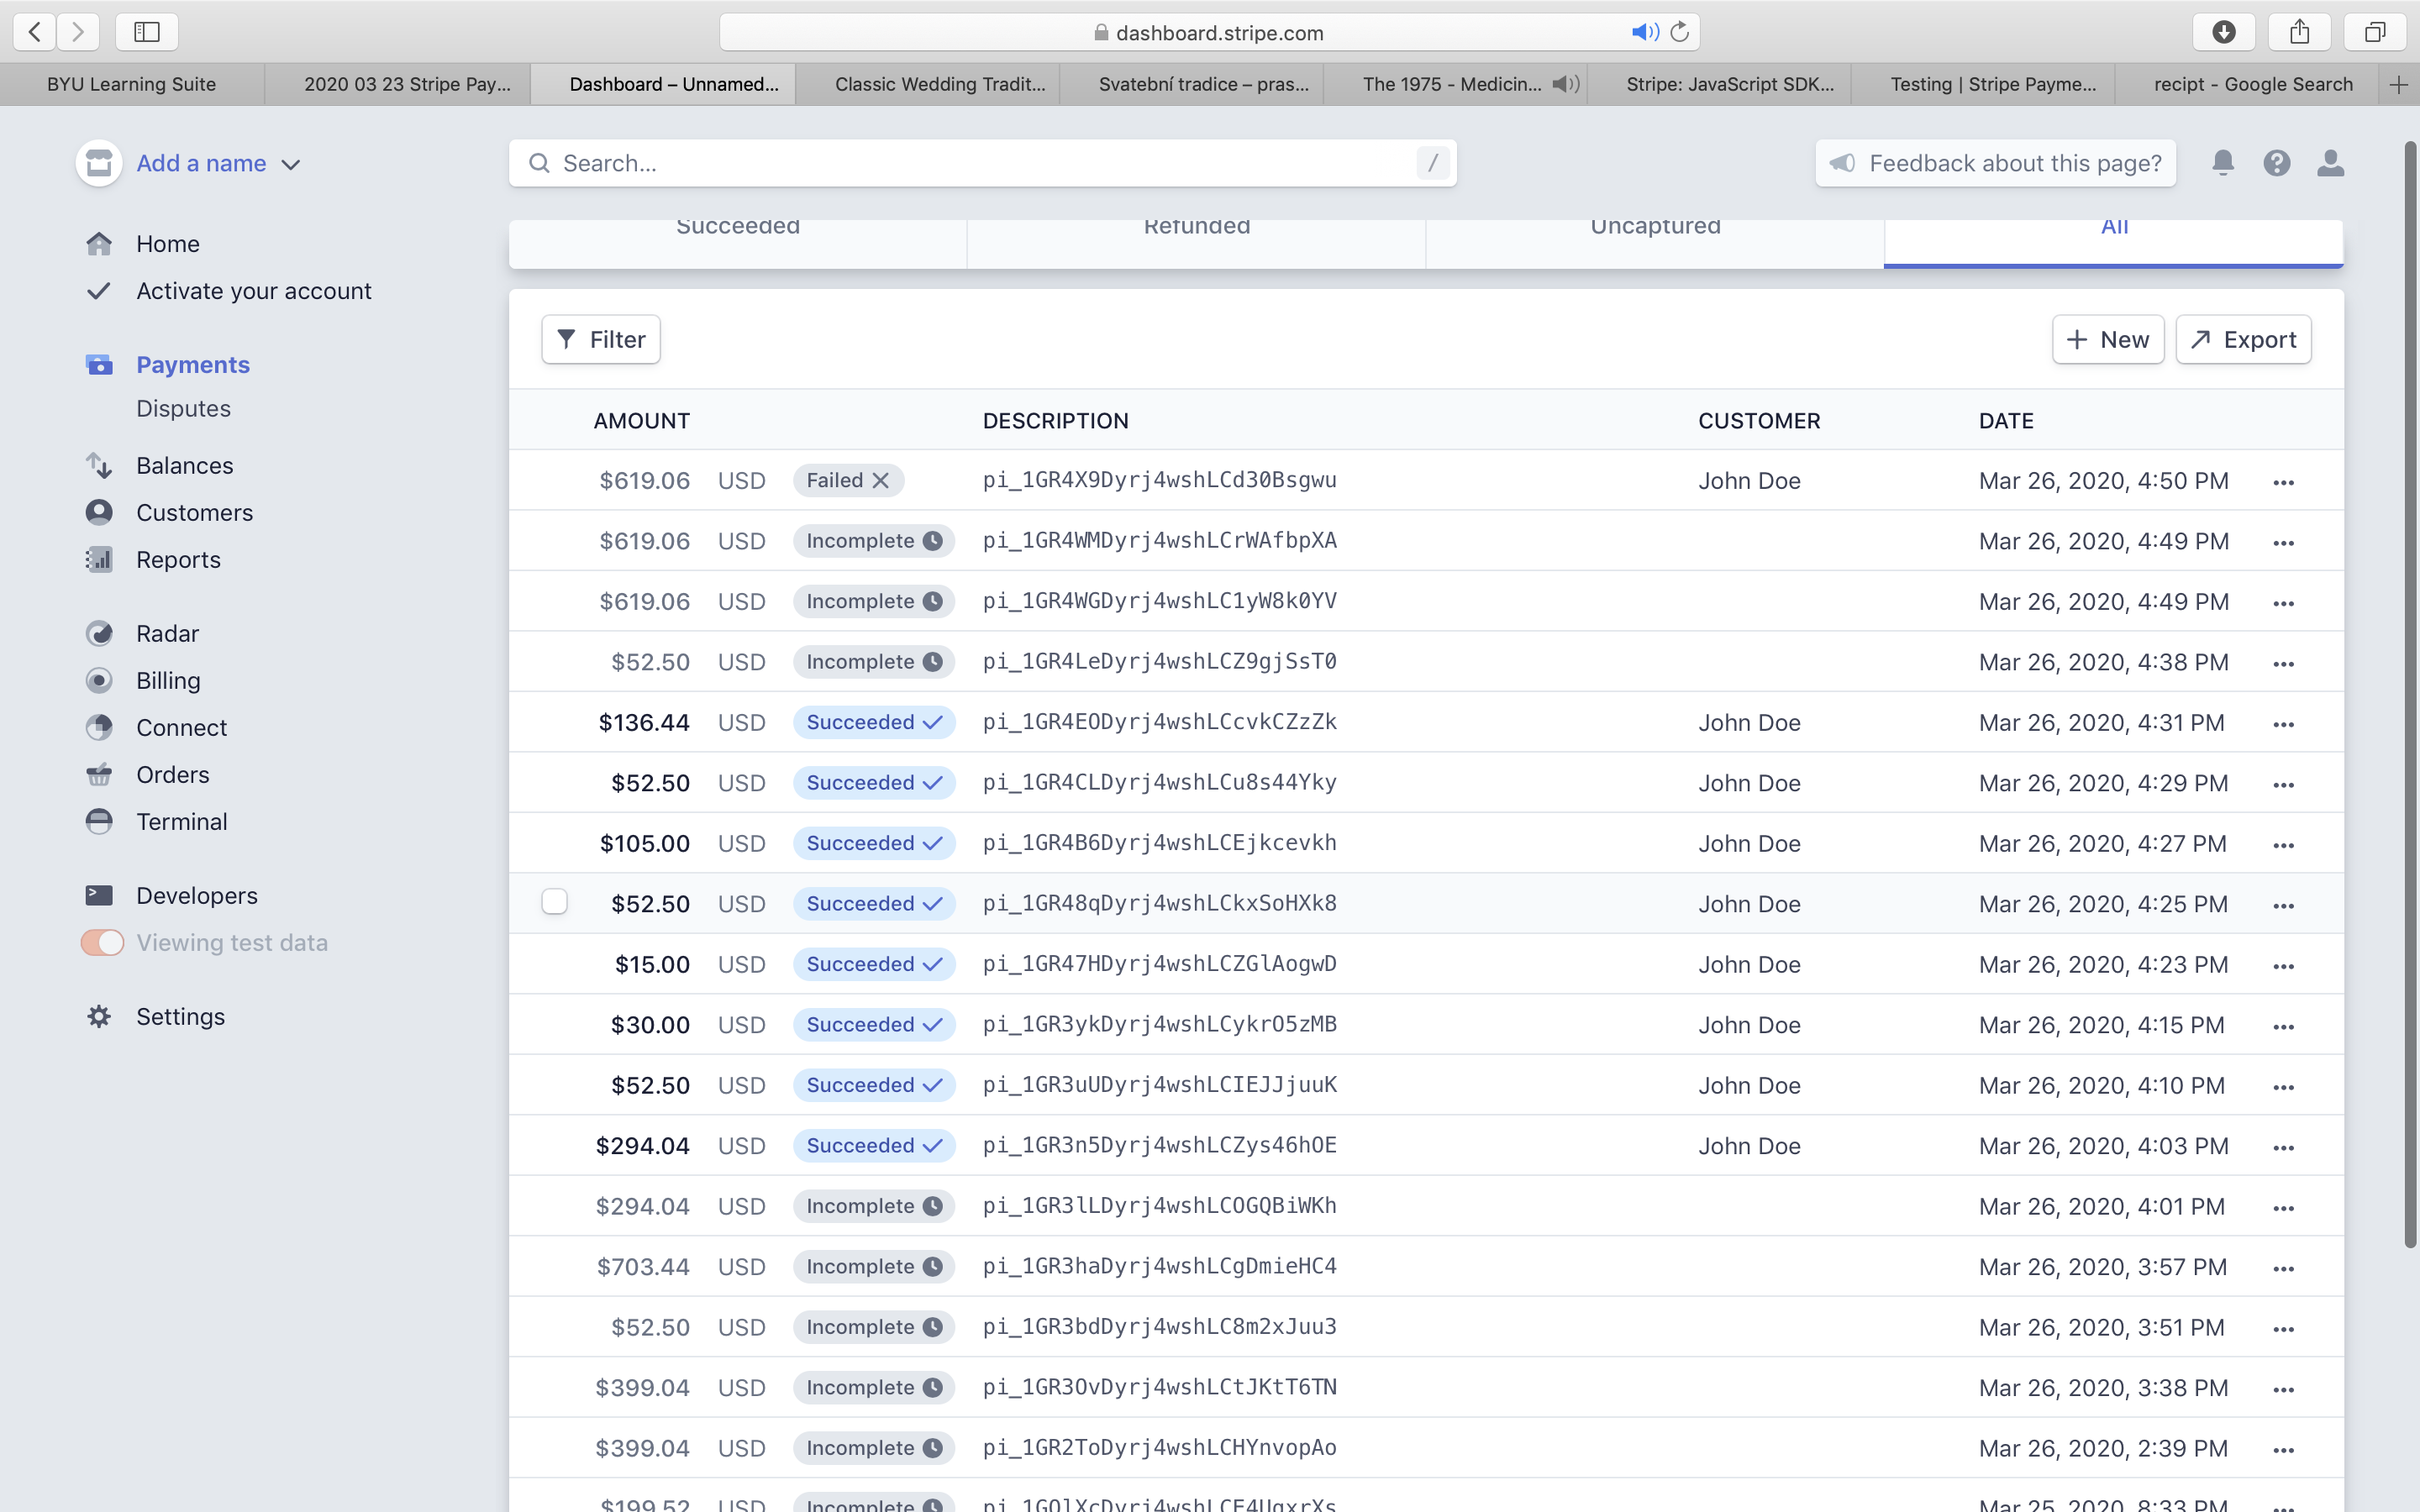 dashboard.stripe.com
BYU Learning Suite
2020 03 23 Stripe Pay...
Dashboard – Unnamed...
Classic Wedding Tradit...
Svatební tradice – pras...
The 1975 - Medicin...
Stripe: JavaScript SDK...
Testing | Stripe Payme...
recipt - Google Search
Add a name
Search...
/
Feedback about this page?
Home
Activate your account
Payments
Disputes
Balances
Customers
Reports
Radar
Billing
Connect
Orders
Terminal
Developers
Viewing test data
Settings
Succeeded Refunded Uncaptured All
Filter
New
Export
AMOUNT DESCRIPTION CUSTOMER DATE
$619.06 USD Failed pi_1GR4X9Dyrj4wshLCd30Bsgwu John Doe Mar 26, 2020, 4:50 PM
$619.06 USD Incomplete pi_1GR4WMDyrj4wshLCrWAfbpXA Mar 26, 2020, 4:49 PM
$619.06 USD Incomplete pi_1GR4WGDyrj4wshLC1yW8k0YV Mar 26, 2020, 4:49 PM
$52.50 USD Incomplete pi_1GR4LeDyrj4wshLCZ9gjSsT0 Mar 26, 2020, 4:38 PM
$136.44 USD Succeeded pi_1GR4EODyrj4wshLCcvkCZzZk John Doe Mar 26, 2020, 4:31 PM
$52.50 USD Succeeded pi_1GR4CLDyrj4wshLCu8s44Yky John Doe Mar 26, 2020, 4:29 PM
$105.00 USD Succeeded pi_1GR4B6Dyrj4wshLCEjkcevkh John Doe Mar 26, 2020, 4:27 PM
$52.50 USD Succeeded pi_1GR48qDyrj4wshLCkxSoHXk8 John Doe Mar 26, 2020, 4:25 PM
$15.00 USD Succeeded pi_1GR47HDyrj4wshLCZGlAogwD John Doe Mar 26, 2020, 4:23 PM
$30.00 USD Succeeded pi_1GR3ykDyrj4wshLCykrO5zMB John Doe Mar 26, 2020, 4:15 PM
$52.50 USD Succeeded pi_1GR3uUDyrj4wshLCIEJJjuuK John Doe Mar 26, 2020, 4:10 PM
$294.04 USD Succeeded pi_1GR3n5Dyrj4wshLCZys46hOE John Doe Mar 26, 2020, 4:03 PM
$294.04 USD Incomplete pi_1GR3lLDyrj4wshLCOGQBiWKh Mar 26, 2020, 4:01 PM
$703.44 USD Incomplete pi_1GR3haDyrj4wshLCgDmieHC4 Mar 26, 2020, 3:57 PM
$52.50 USD Incomplete pi_1GR3bdDyrj4wshLC8m2xJuu3 Mar 26, 2020, 3:51 PM
$399.04 USD Incomplete pi_1GR3OvDyrj4wshLCtJKtT6TN Mar 26, 2020, 3:38 PM
$399.04 USD Incomplete pi_1GR2ToDyrj4wshLCHYnvopAo Mar 26, 2020, 2:39 PM
$199.52 USD Incomplete Mar 25, 2020, 8:33 PM